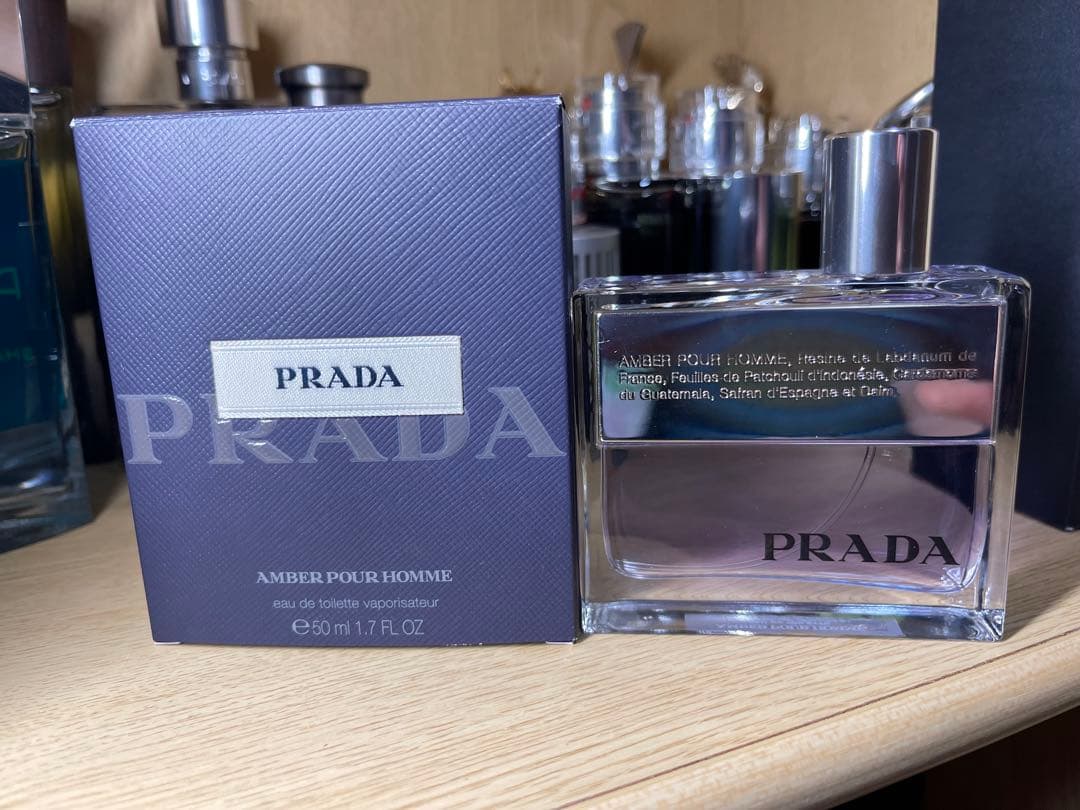 PRADA
PRADA
AMBER POUR HOMME
eau de toilette vaporisateur
℮50 ml 1.7 FL OZ
AMBER POUR HOMME, Résine de Labdanum de
France, Feuilles de Patchouli d'Indonésie, Cardamome
du Guatemala, Safran d'Espagne et Daim.
PRADA